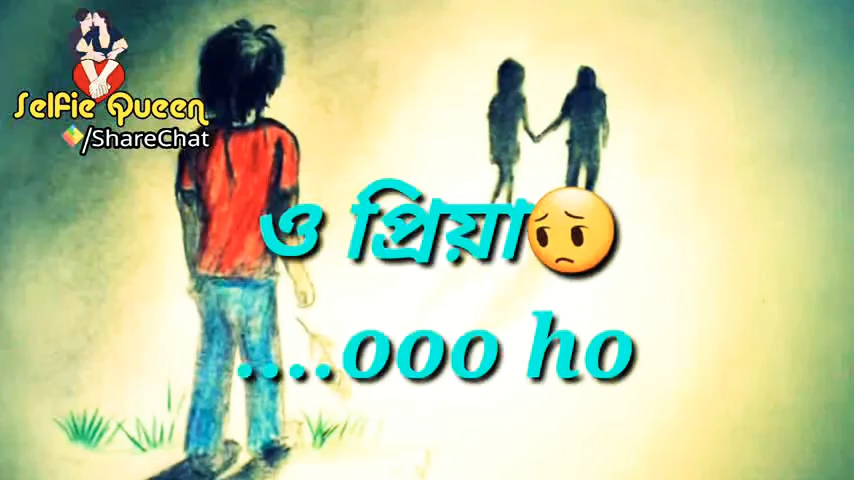 Selfie Queen
/ShareChat
ও প্রিয়া😔
....ooo ho